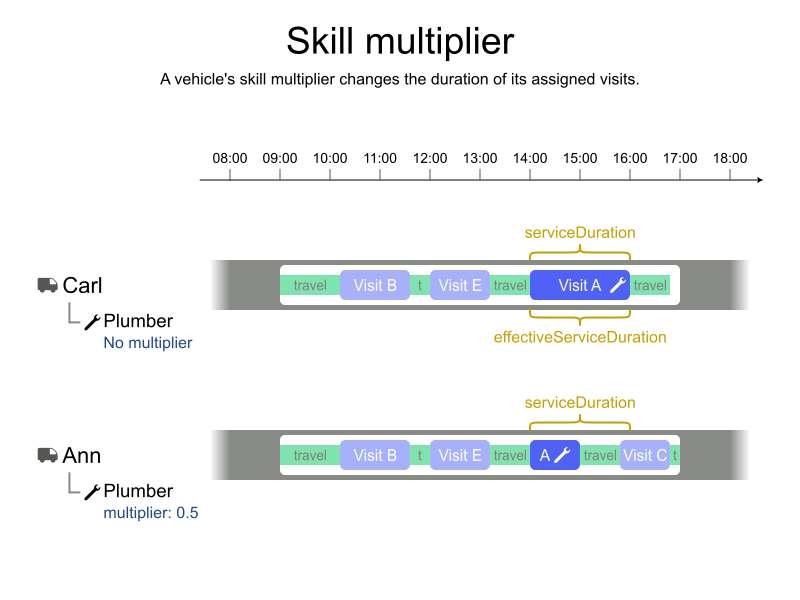 Skill multiplier
A vehicle's skill multiplier changes the duration of its assigned visits.
08:00 09:00 10:00 11:00 12:00 13:00 14:00 15:00 16:00 17:00 18:00
serviceDuration
Carl
travel Visit B t Visit E travel Visit A travel
Plumber
No multiplier
effectiveServiceDuration
serviceDuration
Ann
travel Visit B t Visit E travel A travel Visit C t
Plumber
multiplier: 0.5